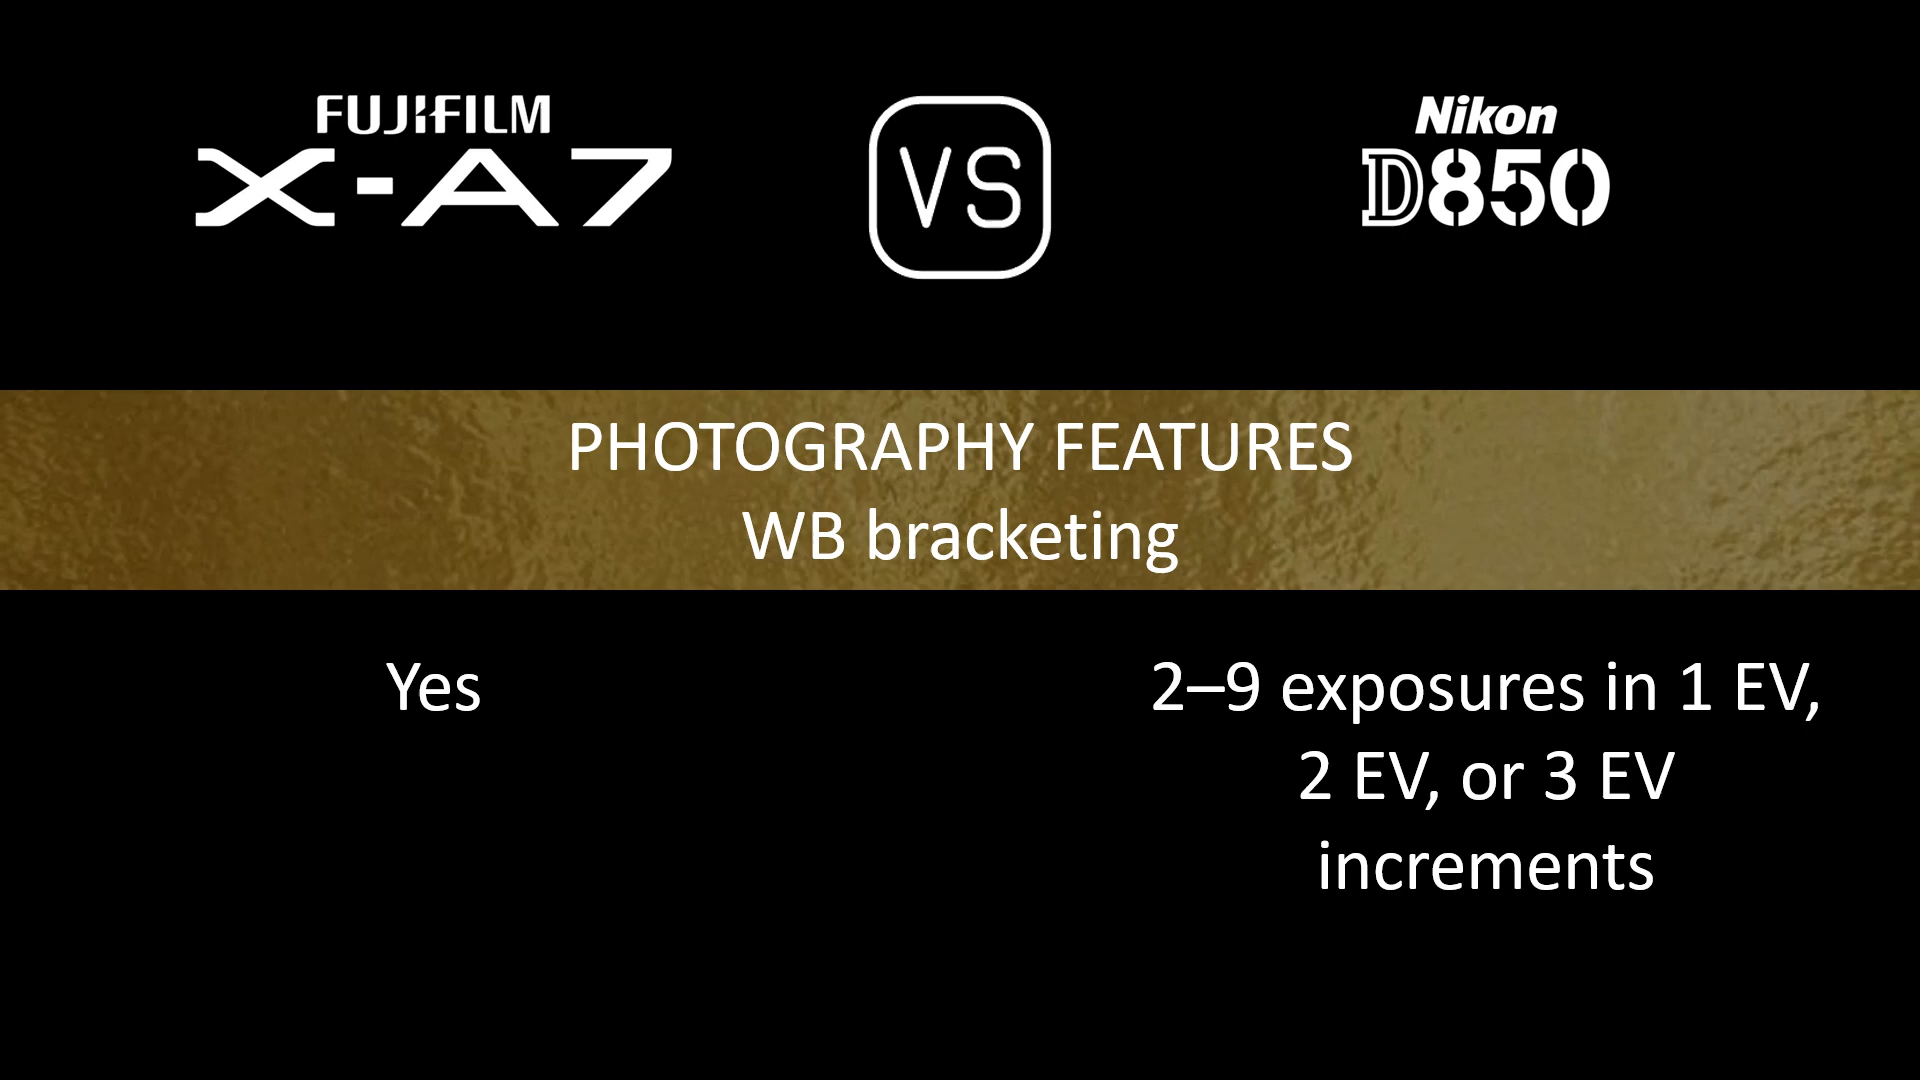 FUJIFILM
X-A7
VS
Nikon
D850
PHOTOGRAPHY FEATURES
WB bracketing
Yes
2–9 exposures in 1 EV,
2 EV, or 3 EV
increments